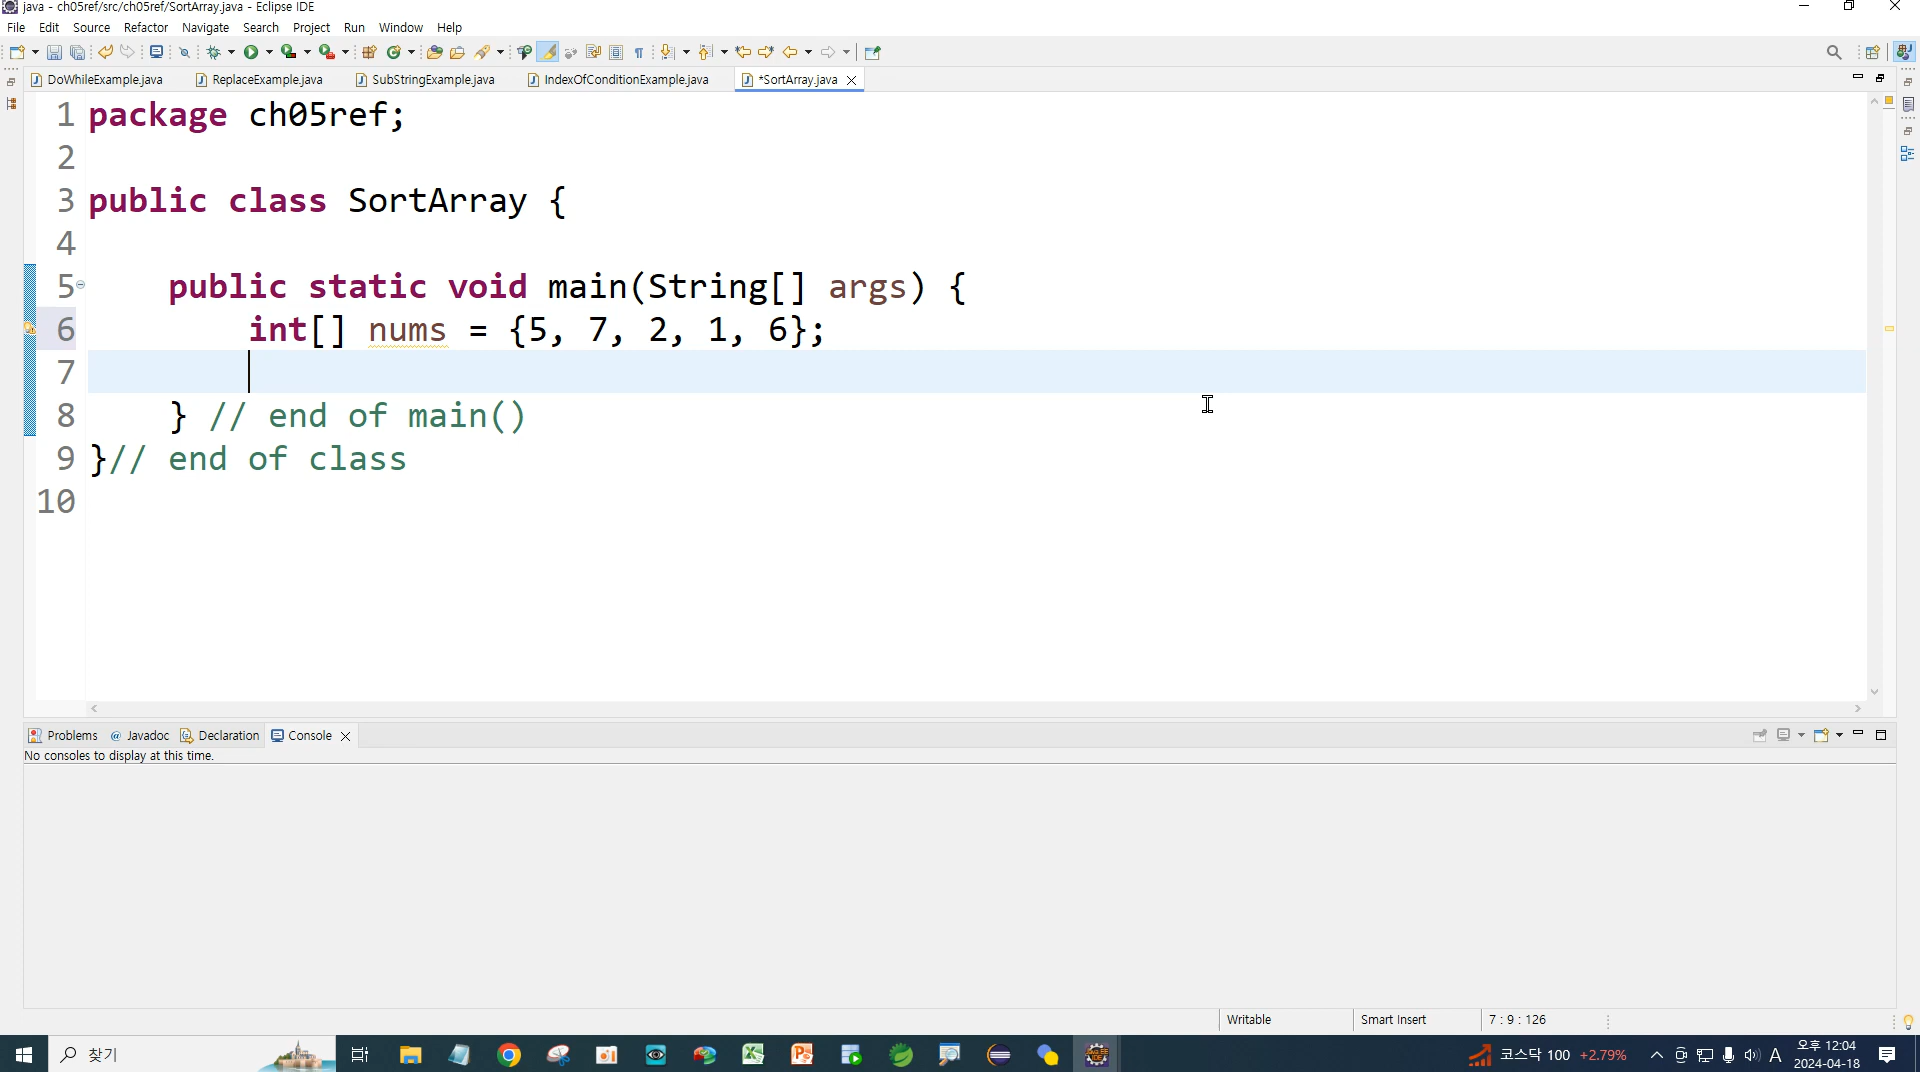 java - ch05ref/src/ch05ref/SortArray.java - Eclipse IDE
File Edit Source Refactor Navigate Search Project Run Window Help
DoWhileExample.java ReplaceExample.java SubStringExample.java IndexOfConditionExample.java *SortArray.java
1 package ch05ref;
2
3 public class SortArray {
4
5 public static void main(String[] args) {
6 int[] nums = {5, 7, 2, 1, 6};
7
8 } // end of main()
9 }// end of class
10
Problems @ Javadoc Declaration Console
No consoles to display at this time.
Writable Smart Insert 7 : 9 : 126
찾기 코스닥 100 +2.79% A 오후 12:04
2024-04-18